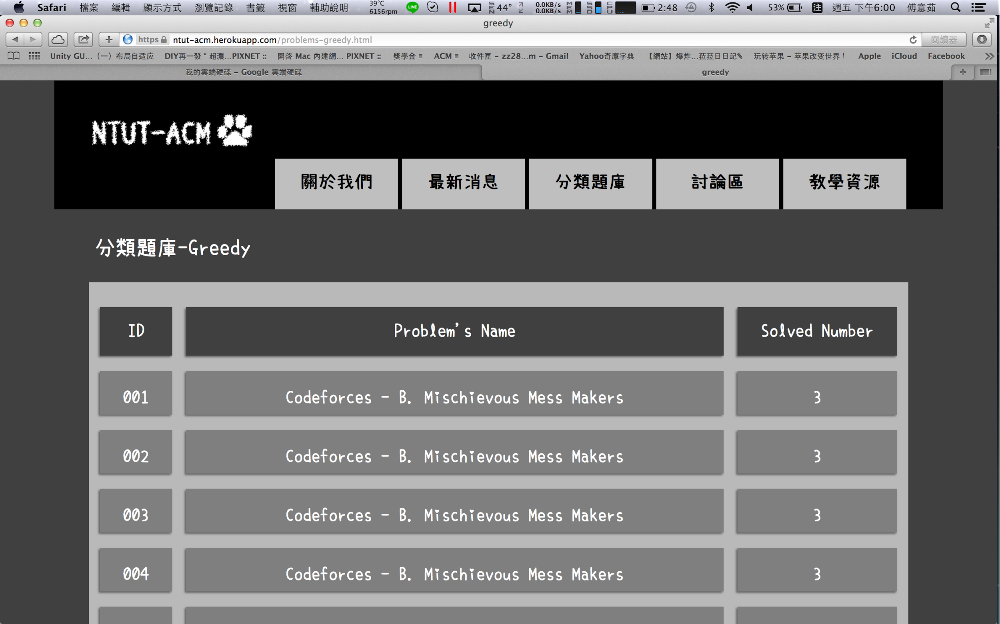 Safari 檔案 編輯 顯示方式 瀏覽記錄 書籤 視窗 輔助說明 39°C 6156rpm LINE SEN 44° 0.0KB/s 0.0KB/s MEM SSD CPU 2:48 53% 注 週五 下午6:00 傅意茹
greedy
https ntut-acm.herokuapp.com/problems-greedy.html 閱讀器
Unity GU... (一) 布局自适应 DIY再一發 * 超濃...PIXNET :: 開啓 Mac 內建網... PIXNET :: 獎學金 ACM 收件匣 - zz28...m - Gmail Yahoo奇摩字典 【網站】爆炸...菈菈日日記✎ 玩转苹果 - 苹果改变世界！ Apple iCloud Facebook
我的雲端硬碟 - Google 雲端硬碟 greedy
NTUT-ACM
關於我們 最新消息 分類題庫 討論區 教學資源
分類題庫-Greedy
ID Problem's Name Solved Number
001 Codeforces - B. Mischievous Mess Makers 3
002 Codeforces - B. Mischievous Mess Makers 3
003 Codeforces - B. Mischievous Mess Makers 3
004 Codeforces - B. Mischievous Mess Makers 3